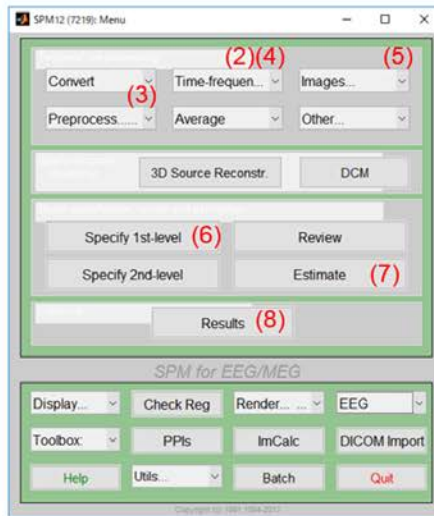 SPM12 (7219): Menu
(2)(4) (5)
Convert Time-frequen... Images...
(3)
Preprocess...... Average Other...
3D Source Reconstr. DCM
Specify 1st-level (6) Review
Specify 2nd-level Estimate (7)
Results (8)
SPM for EEG/MEG
Display... Check Reg Render... ... EEG
Toolbox: PPIs ImCalc DICOM Import
Help Utils... Batch Quit